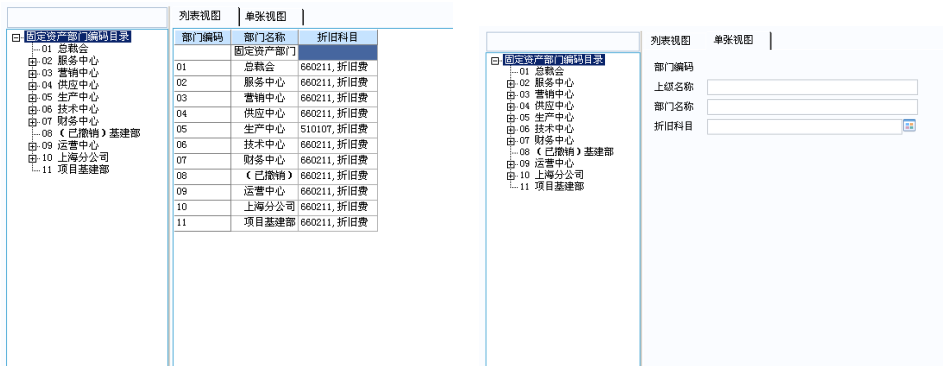 列表视图 单张视图
固定资产部门编码目录
01 总裁会
02 服务中心
03 营销中心
04 供应中心
05 生产中心
06 技术中心
07 财务中心
08 (已撤销)基建部
09 运营中心
10 上海分公司
11 项目基建部
部门编码 部门名称 折旧科目
固定资产部门
01 总裁会 660211,折旧费
02 服务中心 660211,折旧费
03 营销中心 660211,折旧费
04 供应中心 660211,折旧费
05 生产中心 510107,折旧费
06 技术中心 660211,折旧费
07 财务中心 660211,折旧费
08 (已撤销) 660211,折旧费
09 运营中心 660211,折旧费
10 上海分公司 660211,折旧费
11 项目基建部 660211,折旧费
列表视图 单张视图
固定资产部门编码目录
01 总裁会
02 服务中心
03 营销中心
04 供应中心
05 生产中心
06 技术中心
07 财务中心
08 (已撤销)基建部
09 运营中心
10 上海分公司
11 项目基建部
部门编码
上级名称
部门名称
折旧科目